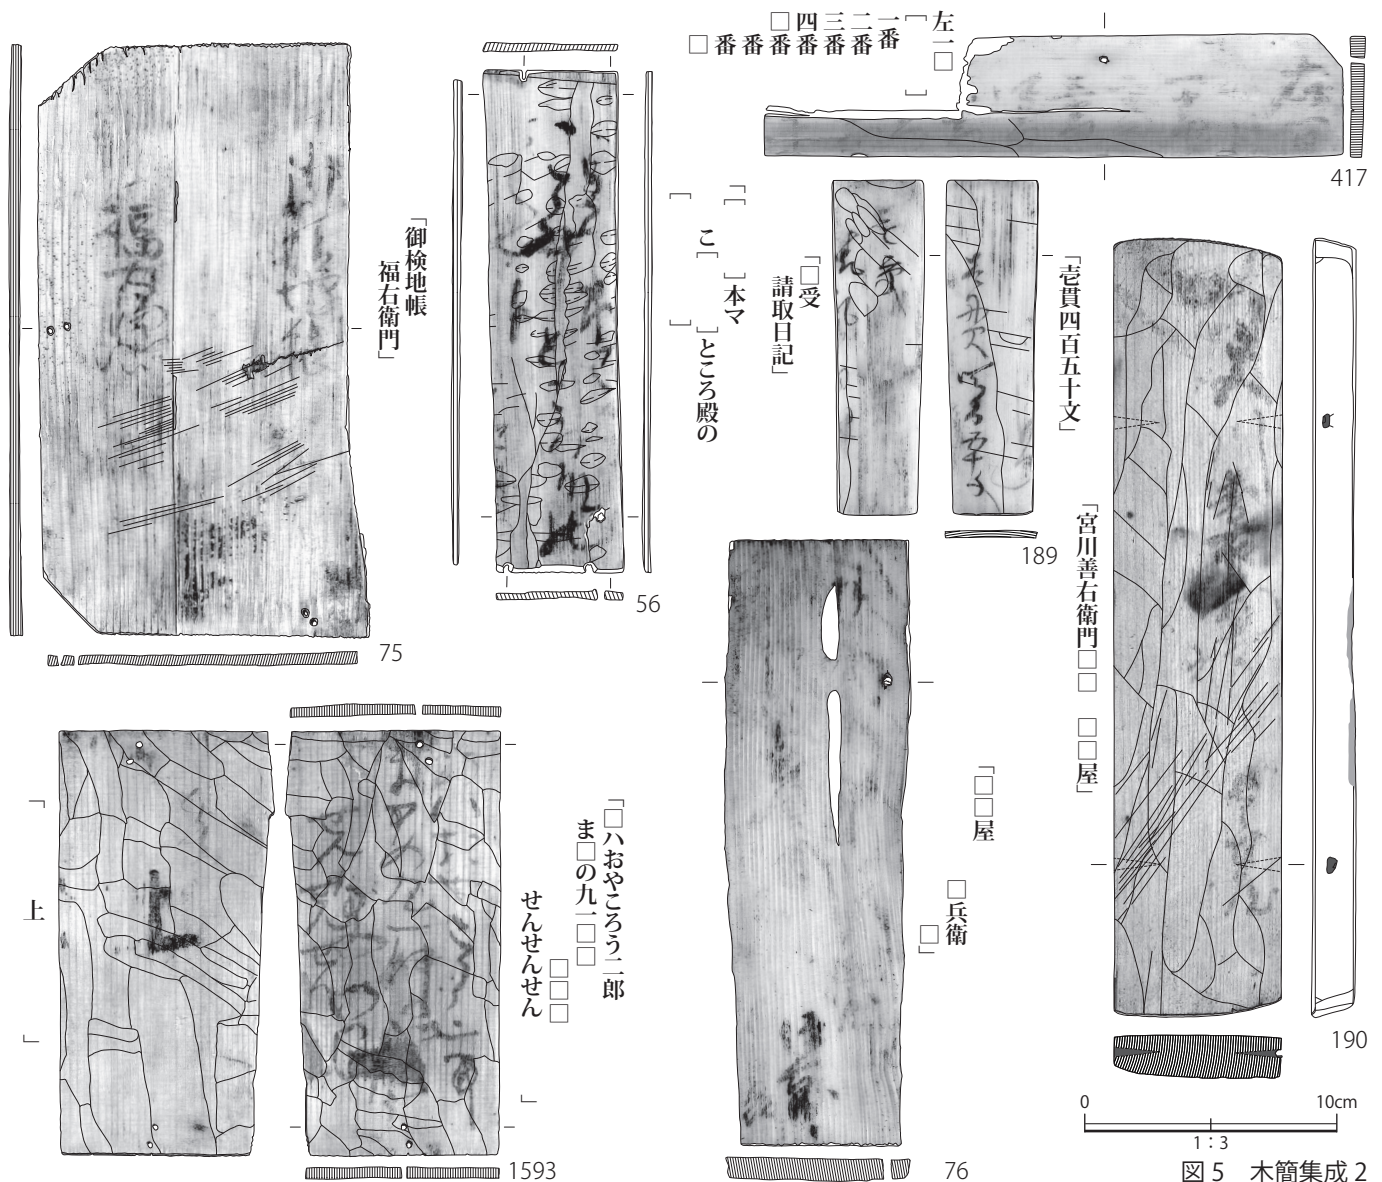 左一□
[　　]
一番
二番
三番
四番
□番
番
番
□
417
「壱貫四百五十文」
「□受
請取日記」
189
「[　]
[　]本マ
こ[　]ところ殿の
[　　　]
56
「御検地帳
福右衛門」
75
「宮川善右衛門□□　□□屋」
190
「□□屋
□兵衛
□」
76
「□ハおやころう二郎
ま□の九一□□
□□□
せんせんせん　　」
「　　上　　」
1593
0 10cm
1：3
図 5　木簡集成 2